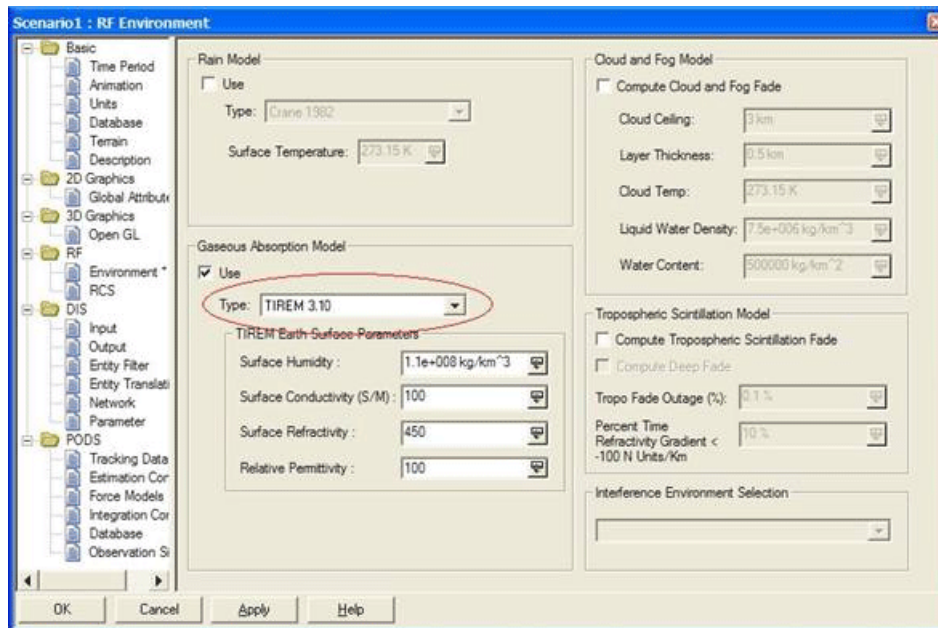 Scenario1 : RF Environment
Basic
Time Period
Animation
Units
Database
Terrain
Description
2D Graphics
Global Attribute
3D Graphics
Open GL
RF
Environment *
RCS
DIS
Input
Output
Entity Filter
Entity Translati
Network
Parameter
PODS
Tracking Data
Estimation Con
Force Models
Integration Cor
Database
Observation Si
Rain Model
Use
Type: Crane 1982
Surface Temperature: 273.15 K
Gaseous Absorption Model
Use
Type: TIREM 3.10
TIREM Earth Surface Parameters
Surface Humidity : 1.1e+008 kg/km^3
Surface Conductivity (S/M) : 100
Surface Refractivity : 450
Relative Permittivity : 100
Cloud and Fog Model
Compute Cloud and Fog Fade
Cloud Ceiling: 3 km
Layer Thickness: 0.5 km
Cloud Temp: 273.15 K
Liquid Water Density: 7.5e+006 kg/km^3
Water Content: 500000 kg/km^2
Tropospheric Scintillation Model
Compute Tropospheric Scintillation Fade
Compute Deep Fade
Tropo Fade Outage (%): 0.1 %
Percent Time
Refractivity Gradient < 10 %
-100 N Units/Km
Interference Environment Selection
OK Cancel Apply Help